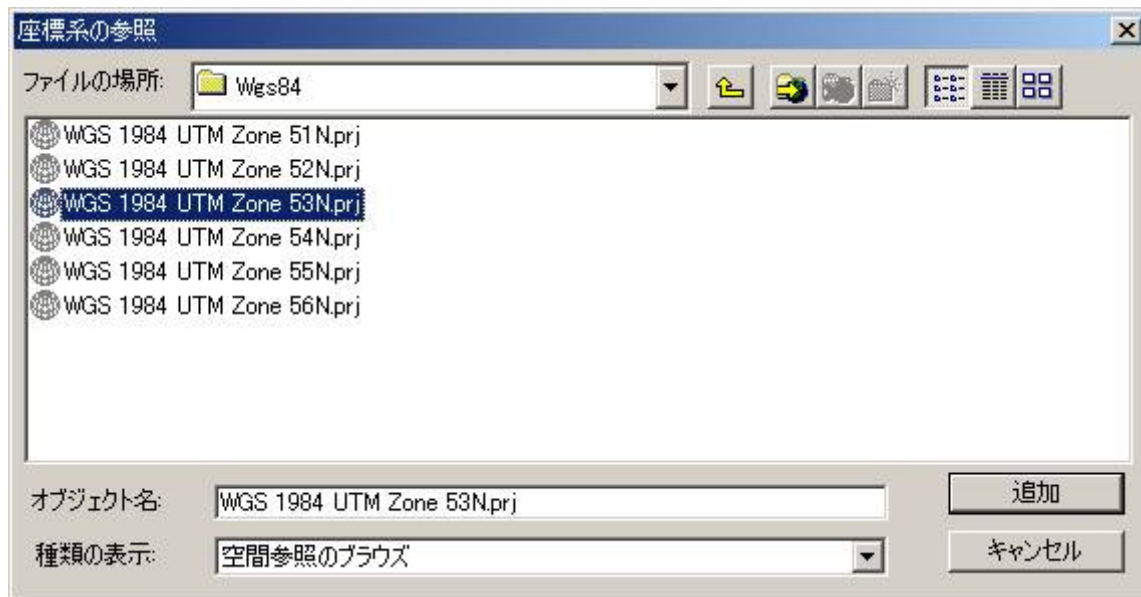 座標系の参照
ファイルの場所: Wgs84
WGS 1984 UTM Zone 51N.prj
WGS 1984 UTM Zone 52N.prj
WGS 1984 UTM Zone 53N.prj
WGS 1984 UTM Zone 54N.prj
WGS 1984 UTM Zone 55N.prj
WGS 1984 UTM Zone 56N.prj
オブジェクト名: WGS 1984 UTM Zone 53N.prj 追加
種類の表示: 空間参照のブラウズ キャンセル